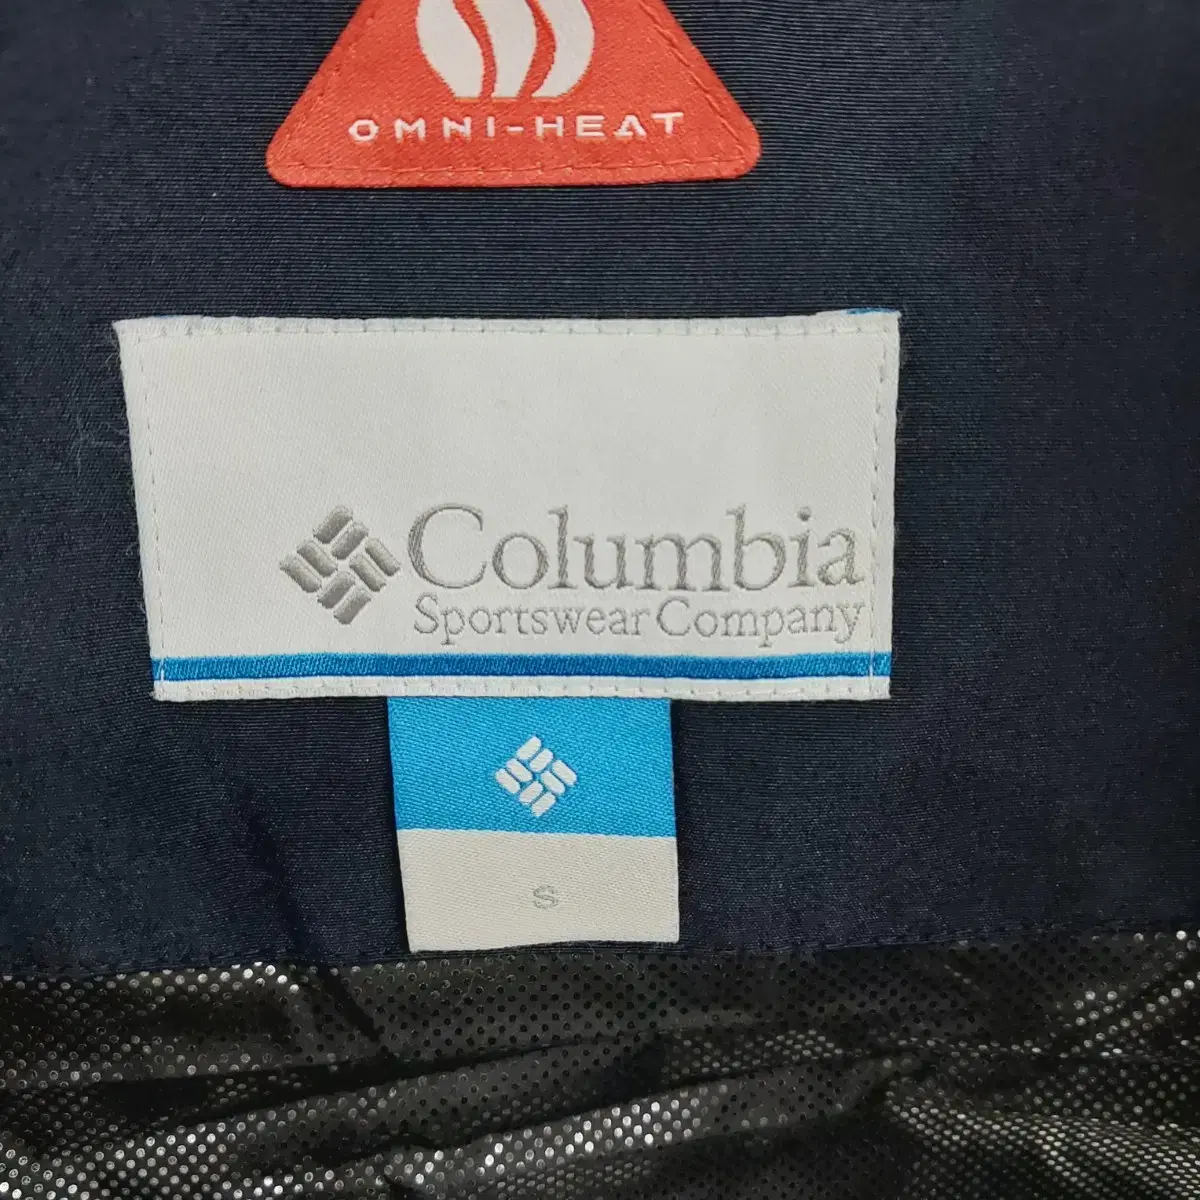 OMNI-HEAT
Columbia
Sportswear Company
S